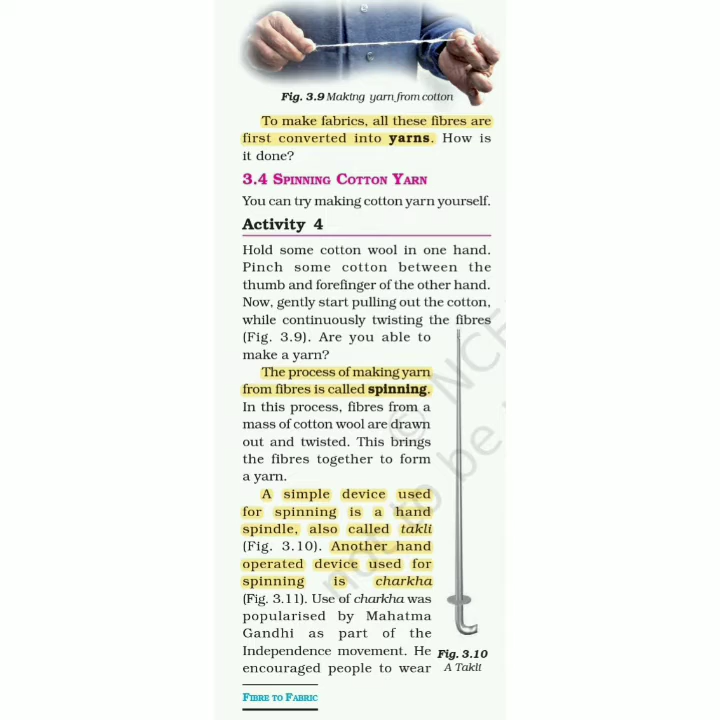 Fig. 3.9 Making yarn from cotton
To make fabrics, all these fibres are
first converted into yarns. How is
it done?
3.4 SPINNING COTTON YARN
You can try making cotton yarn yourself.
Activity 4
Hold some cotton wool in one hand.
Pinch some cotton between the
thumb and forefinger of the other hand.
Now, gently start pulling out the cotton,
while continuously twisting the fibres
(Fig. 3.9). Are you able to
make a yarn?
The process of making yarn
from fibres is called spinning.
In this process, fibres from a
mass of cotton wool are drawn
out and twisted. This brings
the fibres together to form
a yarn.
A simple device used
for spinning is a hand
spindle, also called takli
(Fig. 3.10). Another hand
operated device used for
spinning is charkha
(Fig. 3.11). Use of charkha was
popularised by Mahatma
Gandhi as part of the
Independence movement. He
encouraged people to wear
Fig. 3.10
A Takli
FIBRE TO FABRIC
© NCE
not to be